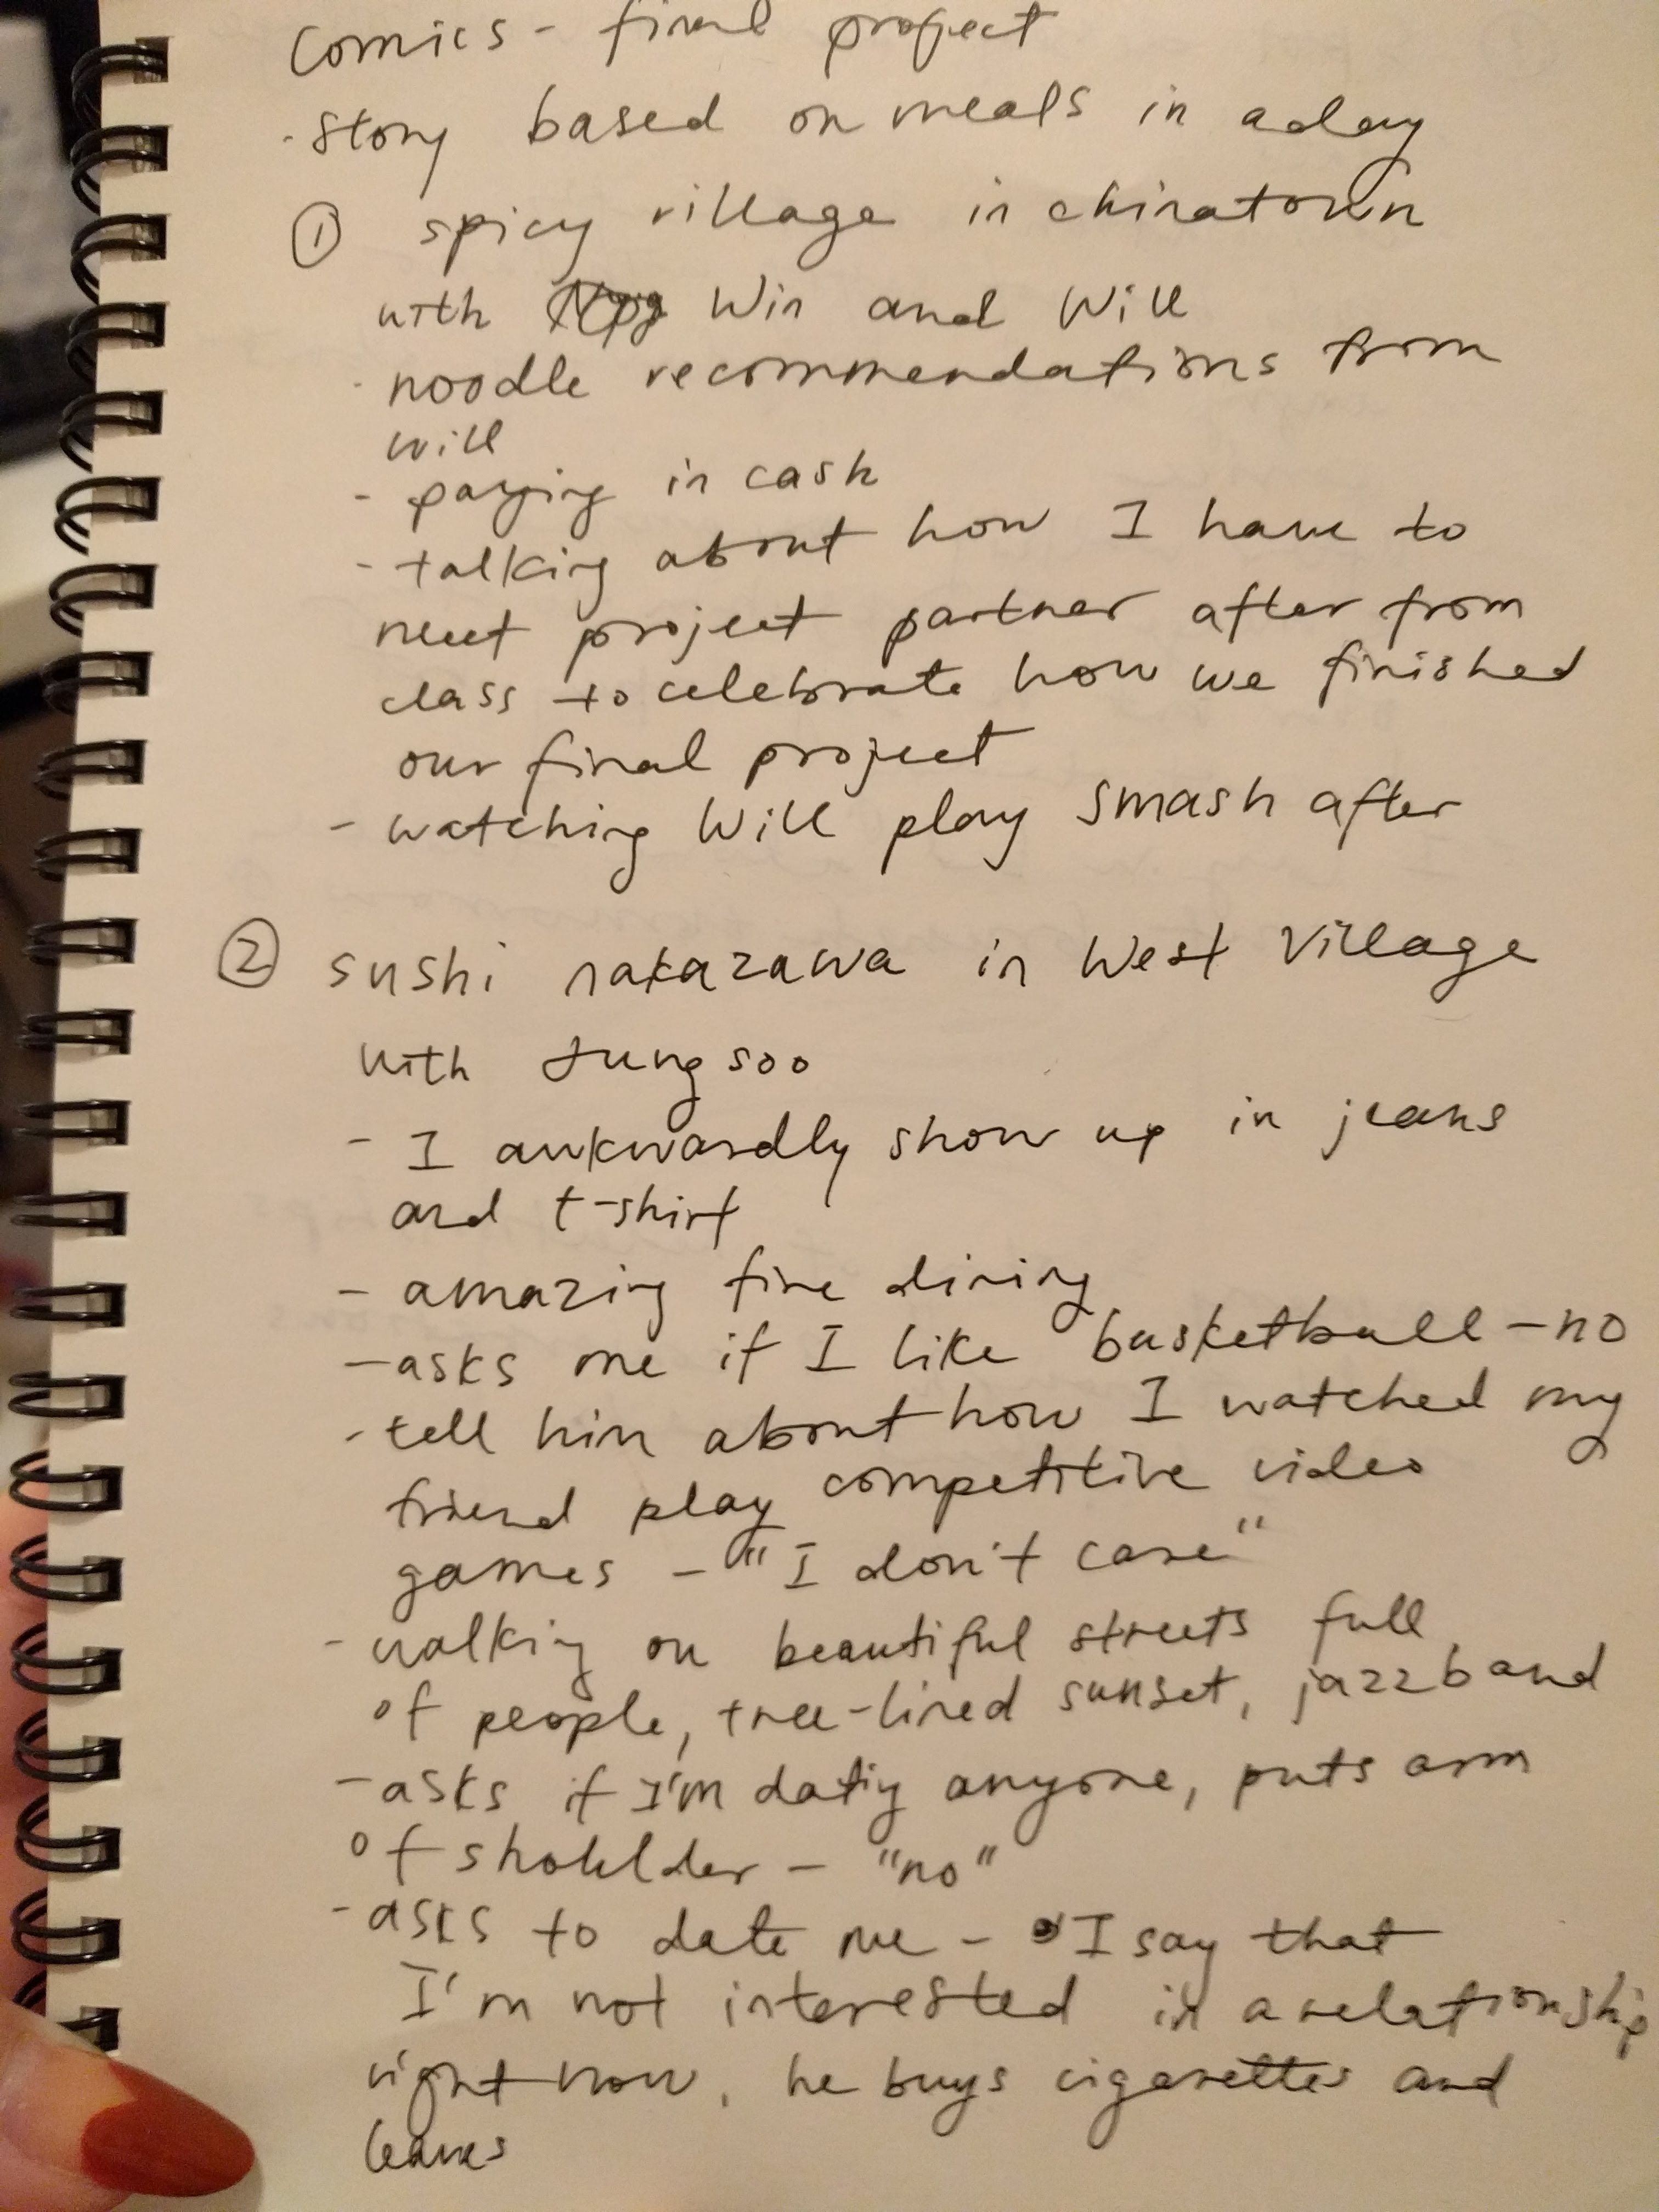 Comics - final project
- story based on meals in a day
① spicy village in chinatown
with Win and Will
- noodle recommendations from
will
- paying in cash
- talking about how I have to
meet project partner after from
class to celebrate how we finished
our final project
- watching Will play Smash after
② sushi nakazawa in West Village
with Jungsoo
- I awkwardly show up in jeans
and t-shirt
- amazing fine dining
- asks me if I like basketball - no
- tell him about how I watched my
friend play competitive video
games - "I don't care"
- walking on beautiful streets full
of people, tree-lined sunset, jazz band
- asks if I'm dating anyone, puts arm
of shoulder - "no"
- asks to date me - I say that
I'm not interested in a relationship
right now, he buys cigarettes and
leaves